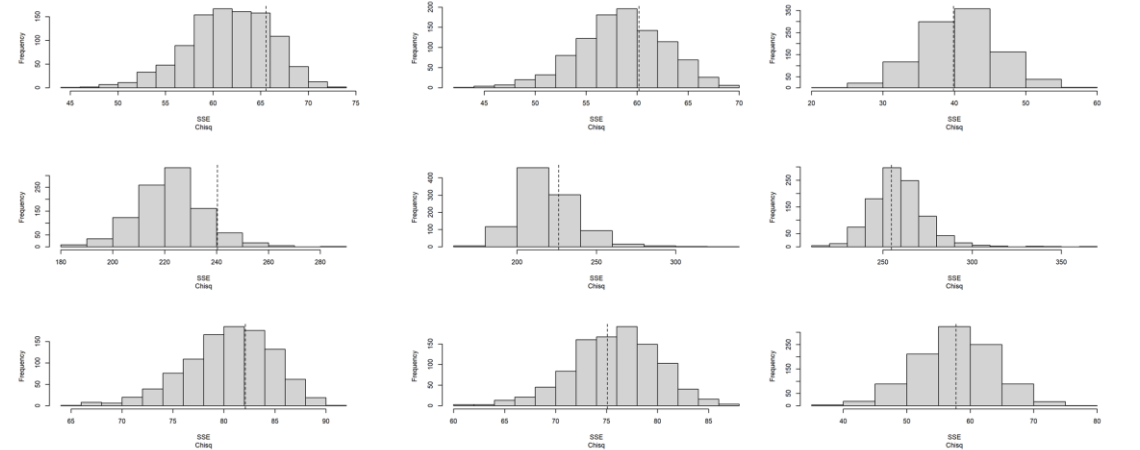 Frequency
0 50 100 150
45 50 55 60 65 70 75
SSE
Chisq
Frequency
0 50 100 150 200
45 50 55 60 65 70
SSE
Chisq
Frequency
0 50 150 250 350
20 30 40 50 60
SSE
Chisq
Frequency
0 50 150 250
180 200 220 240 260 280
SSE
Chisq
Frequency
0 100 200 300 400
200 250 300
SSE
Chisq
Frequency
0 50 150 250
250 300 350
SSE
Chisq
Frequency
0 50 100 150
65 70 75 80 85 90
SSE
Chisq
Frequency
0 50 100 150
60 65 70 75 80 85
SSE
Chisq
Frequency
0 50 150 250
40 50 60 70 80
SSE
Chisq